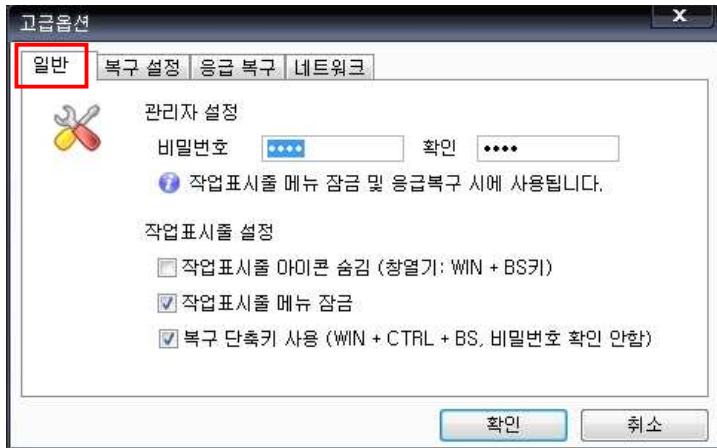 고급옵션
x
일반 복구 설정 응급 복구 네트워크
관리자 설정
비밀번호 •••• 확인 ••••
작업표시줄 메뉴 잠금 및 응급복구 시에 사용됩니다.
작업표시줄 설정
작업표시줄 아이콘 숨김 (창열기: WIN + BS키)
작업표시줄 메뉴 잠금
복구 단축키 사용 (WIN + CTRL + BS, 비밀번호 확인 안함)
확인 취소